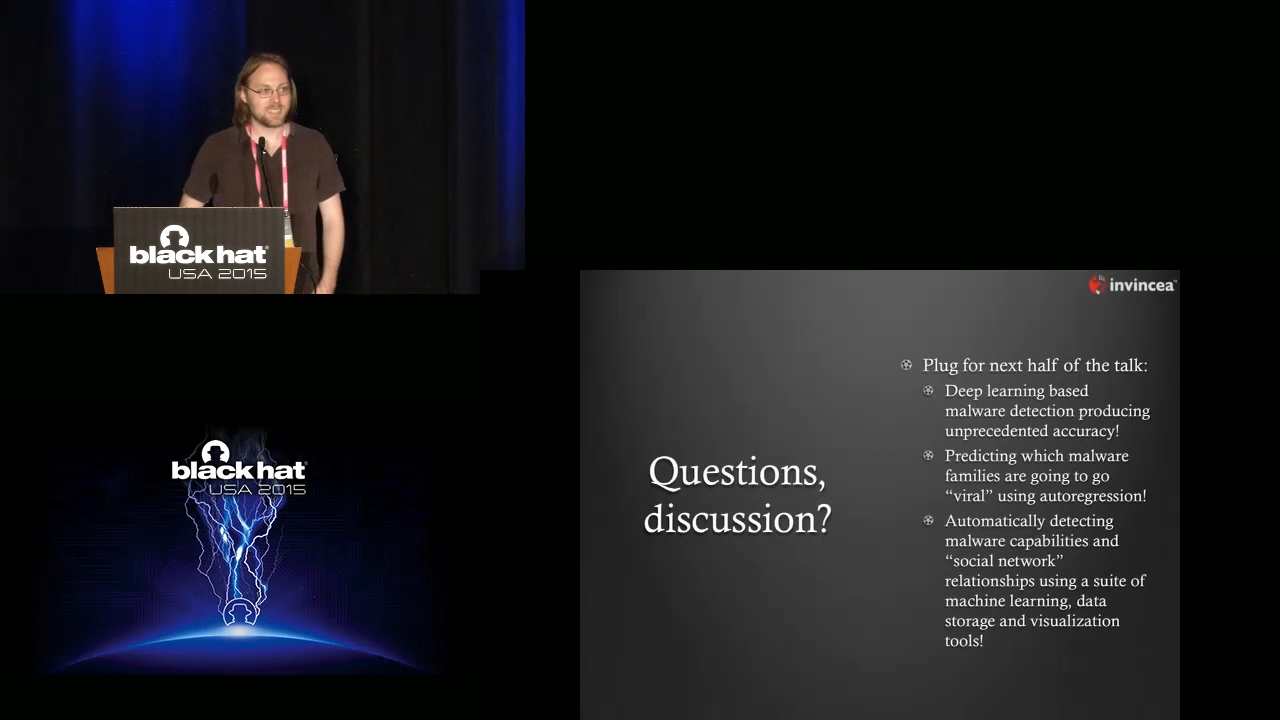 black hat
USA 2015
invincea
Plug for next half of the talk:
Deep learning based
malware detection producing
unprecedented accuracy!
Predicting which malware
families are going to go
“viral” using autoregression!
Automatically detecting
malware capabilities and
“social network”
relationships using a suite of
machine learning, data
storage and visualization
tools!
Questions,
discussion?
black hat
USA 2015